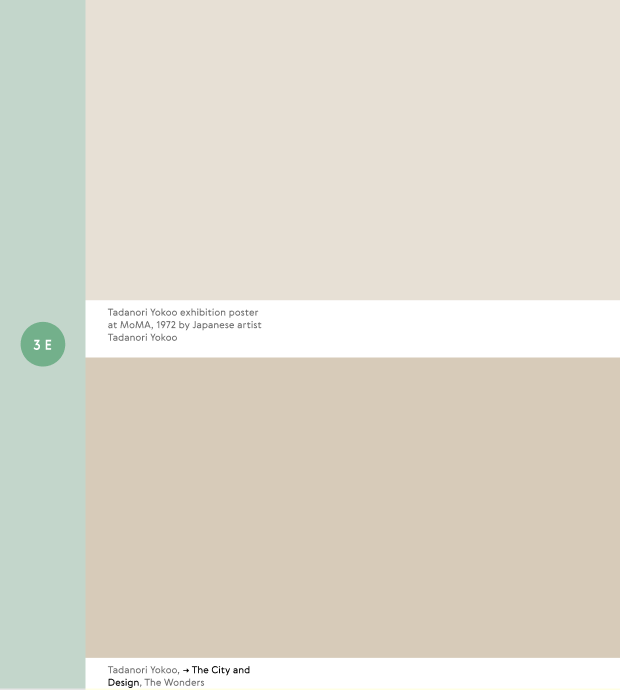 Tadanori Yokoo exhibition poster
at MoMA, 1972 by Japanese artist
Tadanori Yokoo
3 E
Tadanori Yokoo, → The City and
Design, The Wonders